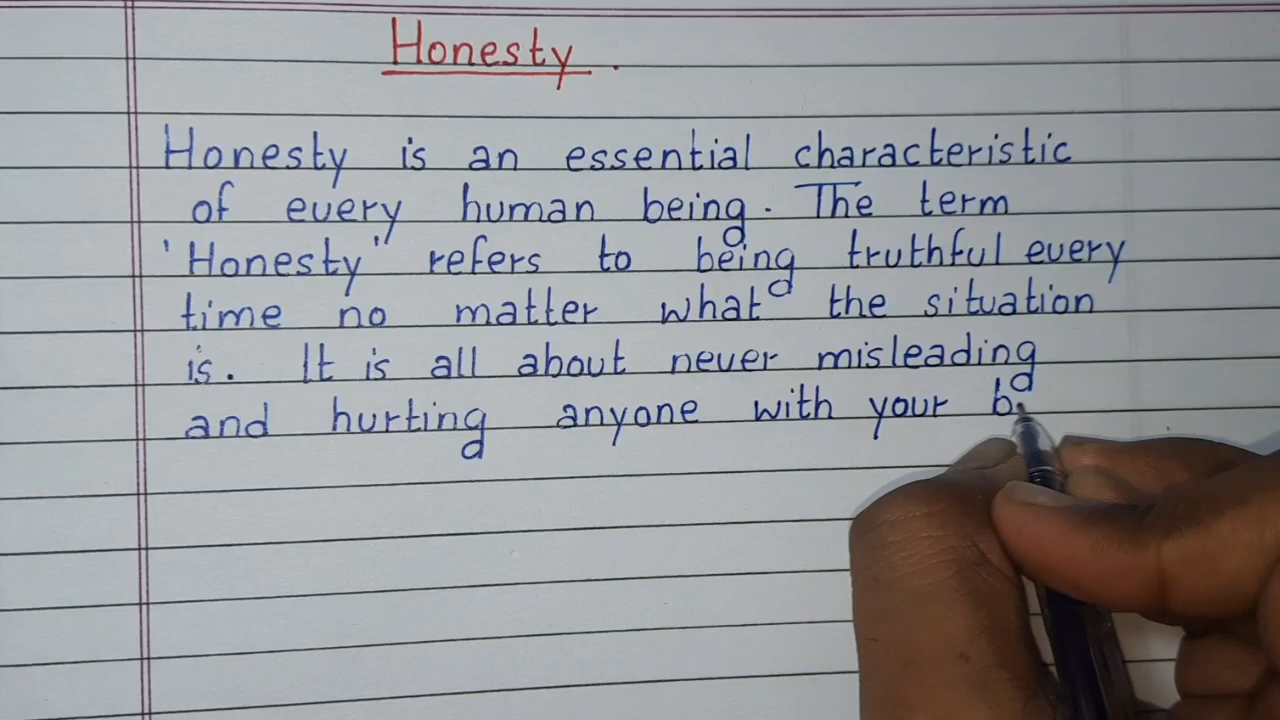 Honesty.
Honesty is an essential characteristic
of every human being. The term
'Honesty" refers to being truthful every
time no matter what the situation
is. It is all about never misleading
and hurting anyone with your b